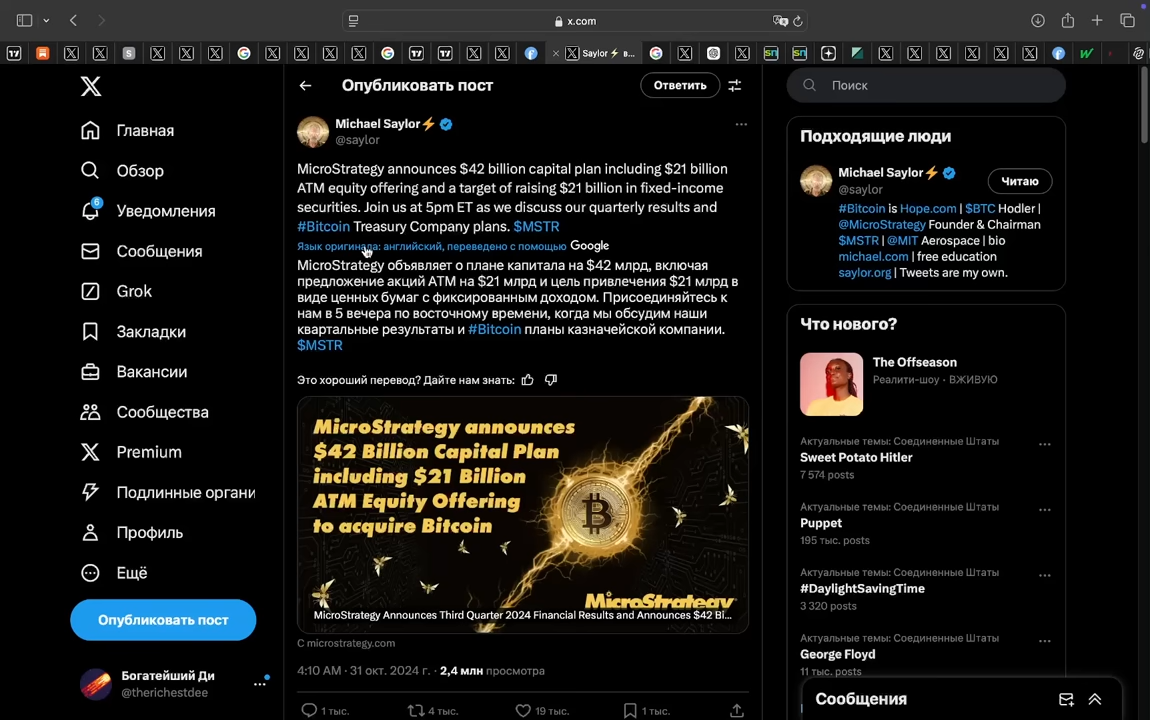 x.com
Saylor⚡ в...
Опубликовать пост
Ответить
Поиск
Главная
Обзор
6
Уведомления
Сообщения
Grok
Закладки
Вакансии
Сообщества
Premium
Подлинные органи
Профиль
Ещё
Опубликовать пост
Богатейший Ди
@therichestdee
Michael Saylor⚡
@saylor
MicroStrategy announces $42 billion capital plan including $21 billion
ATM equity offering and a target of raising $21 billion in fixed-income
securities. Join us at 5pm ET as we discuss our quarterly results and
#Bitcoin Treasury Company plans. $MSTR
Язык оригинала: английский, переведено с помощью Google
MicroStrategy объявляет о плане капитала на $42 млрд, включая
предложение акций ATM на $21 млрд и цель привлечения $21 млрд в
виде ценных бумаг с фиксированным доходом. Присоединяйтесь к
нам в 5 вечера по восточному времени, когда мы обсудим наши
квартальные результаты и #Bitcoin планы казначейской компании.
$MSTR
Это хороший перевод? Дайте нам знать:
MicroStrategy announces
$42 Billion Capital Plan
including $21 Billion
ATM Equity Offering
to acquire Bitcoin
MicroStrategy
MicroStrategy Announces Third Quarter 2024 Financial Results and Announces $42 Bi...
С microstrategy.com
4:10 AM · 31 окт. 2024 г. · 2,4 млн просмотра
1 тыс.
4 тыс.
19 тыс.
1 тыс.
Подходящие люди
Michael Saylor⚡
@saylor
Читаю
#Bitcoin is Hope.com | $BTC Hodler |
@MicroStrategy Founder & Chairman
$MSTR | @MIT Aerospace | bio
michael.com | free education
saylor.org | Tweets are my own.
Что нового?
The Offseason
Реалити-шоу · ВЖИВУЮ
Актуальные темы: Соединенные Штаты
Sweet Potato Hitler
7 574 posts
Актуальные темы: Соединенные Штаты
Puppet
195 тыс. posts
Актуальные темы: Соединенные Штаты
#DaylightSavingTime
3 320 posts
Актуальные темы: Соединенные Штаты
George Floyd
11 тыс. posts
Сообщения